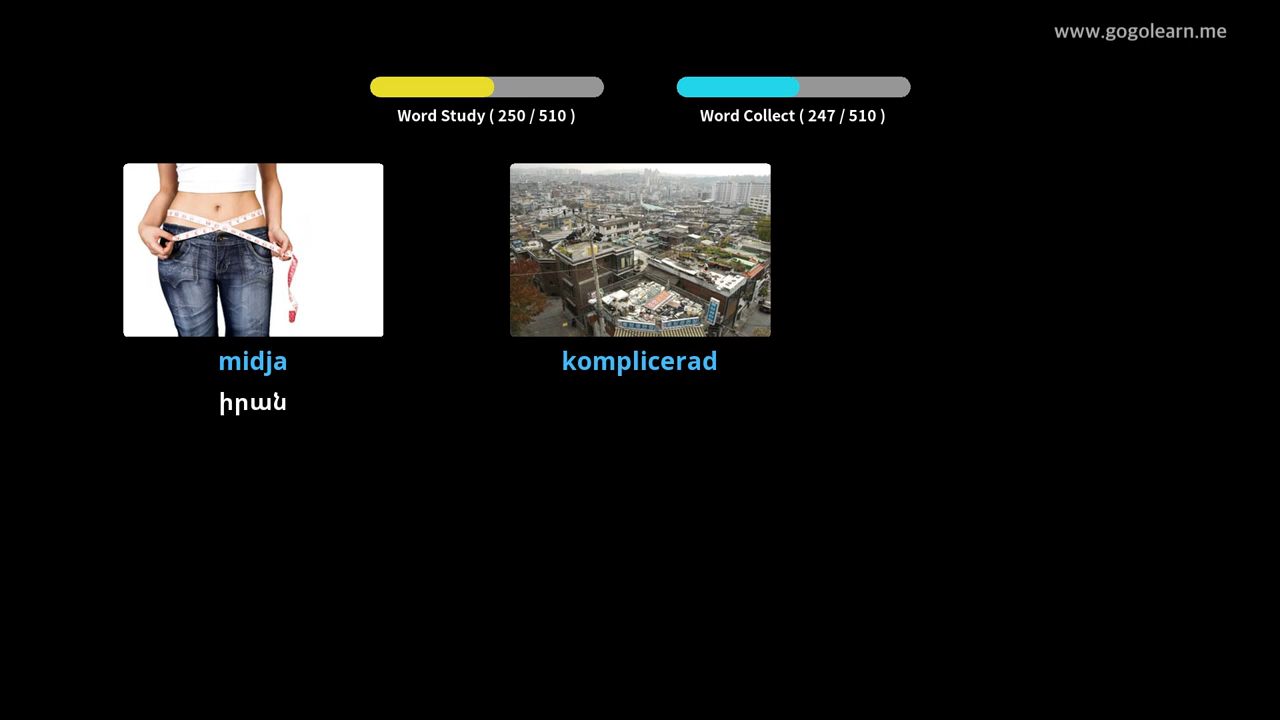 www.gogolearn.me
Word Study ( 250 / 510 )
Word Collect ( 247 / 510 )
midja
komplicerad
իրան